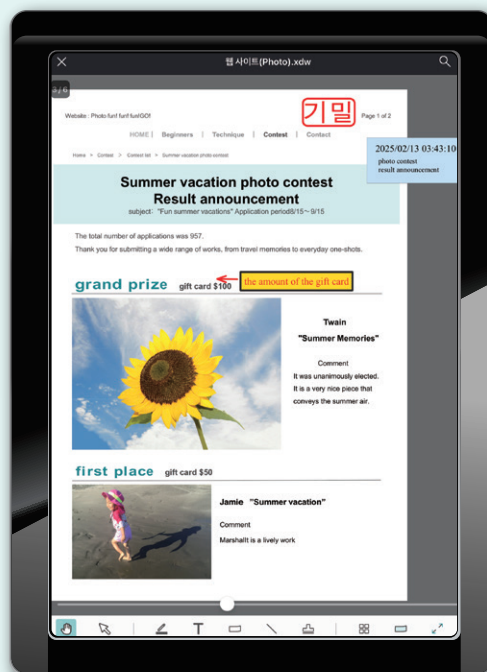 웹 사이트(Photo).xdw
3 / 6
Website : Photo fun! fun! fun!GO!
기밀
Page 1 of 2
HOME | Beginners | Technique | Contest | Contact
Home > Contest > Contest list > Summer vacation photo contest
2025/02/13 03:43:10
photo contest
result announcement
Summer vacation photo contest
Result announcement
subject: "Fun summer vacations" Application period8/15～9/15
The total number of applications was 957.
Thank you for submitting a wide range of works, from travel memories to everyday one-shots.
grand prize gift card $100
the amount of the gift card
Twain
"Summer Memories"
Comment
It was unanimously elected.
It is a very nice piece that
conveys the summer air.
first place gift card $50
Jamie "Summer vacation"
Comment
MarshallIt is a lively work
T